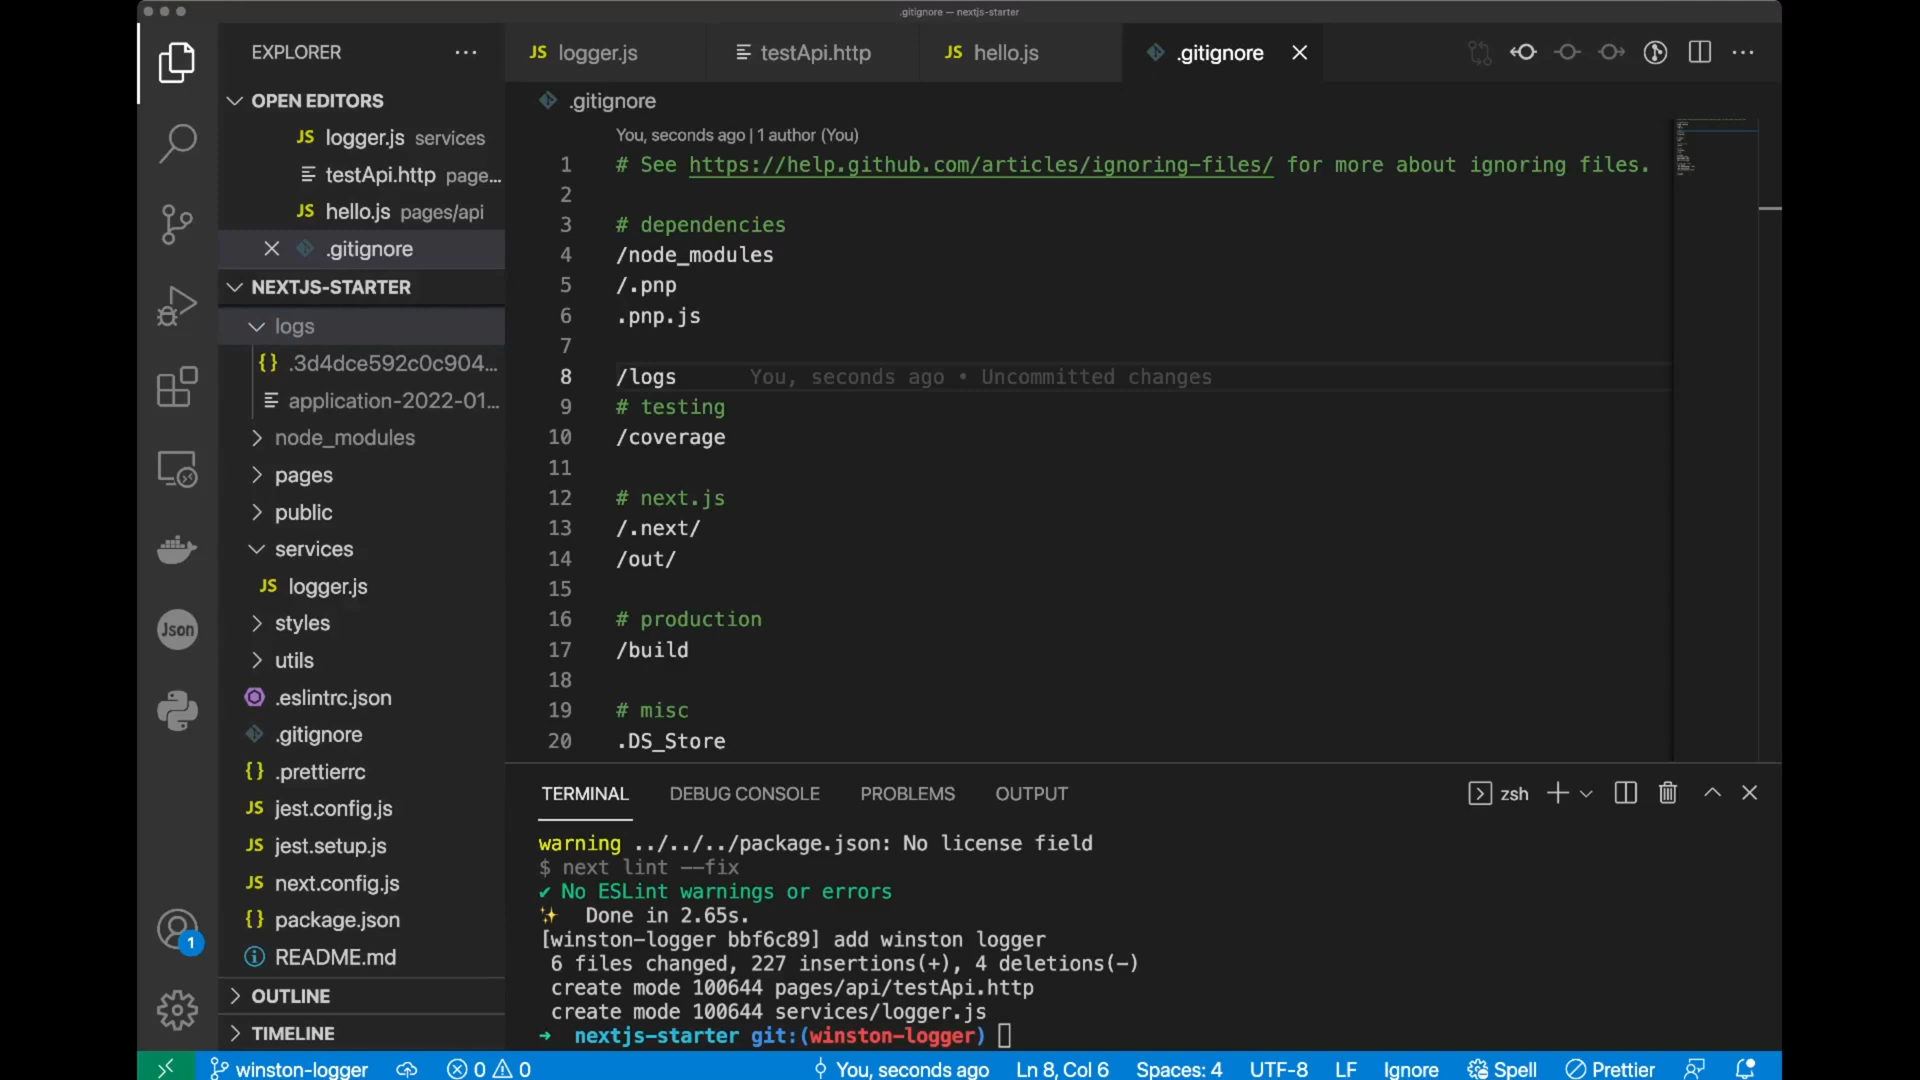 .gitignore — nextjs-starter
EXPLORER
JS logger.js
testApi.http
JS hello.js
.gitignore
OPEN EDITORS
JS logger.js services
testApi.http page...
JS hello.js pages/api
.gitignore
NEXTJS-STARTER
logs
{} .3d4dce592c0c904...
application-2022-01...
node_modules
pages
public
services
JS logger.js
styles
utils
.eslintrc.json
.gitignore
{} .prettierrc
JS jest.config.js
JS jest.setup.js
JS next.config.js
{} package.json
README.md
OUTLINE
TIMELINE
Json
1
.gitignore
You, seconds ago | 1 author (You)
1 # See https://help.github.com/articles/ignoring-files/ for more about ignoring files.
2
3 # dependencies
4 /node_modules
5 /.pnp
6 .pnp.js
7
8 /logs You, seconds ago • Uncommitted changes
9 # testing
10 /coverage
11
12 # next.js
13 /.next/
14 /out/
15
16 # production
17 /build
18
19 # misc
20 .DS_Store
TERMINAL DEBUG CONSOLE PROBLEMS OUTPUT
zsh
warning ../../../package.json: No license field
$ next lint --fix
✔ No ESLint warnings or errors
✨ Done in 2.65s.
[winston-logger bbf6c89] add winston logger
6 files changed, 227 insertions(+), 4 deletions(-)
create mode 100644 pages/api/testApi.http
create mode 100644 services/logger.js
➜ nextjs-starter git:(winston-logger)
winston-logger
0 0
You, seconds ago
Ln 8, Col 6
Spaces: 4
UTF-8
LF
Ignore
Spell
Prettier